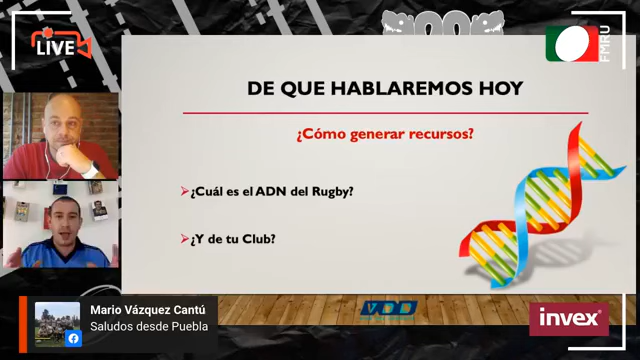 LIVE
FMRU
DE QUE HABLAREMOS HOY
¿Cómo generar recursos?
¿Cuál es el ADN del Rugby?
¿Y de tu Club?
Mario Vázquez Cantú
Saludos desde Puebla
invex